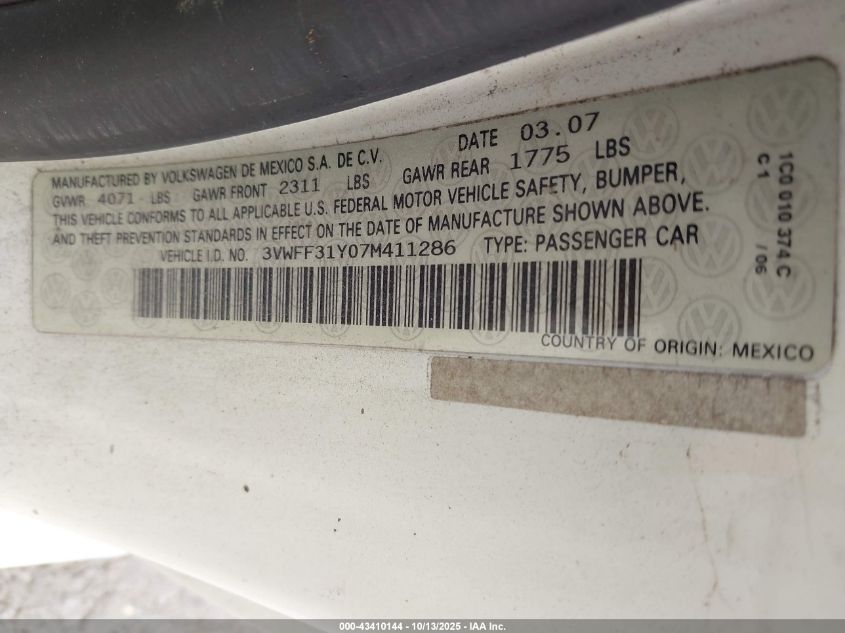 MANUFACTURED BY VOLKSWAGEN DE MEXICO S.A. DE C.V. DATE 03.07
GVWR. 4071 LBS GAWR FRONT 2311 LBS GAWR REAR 1775 LBS
THIS VEHICLE CONFORMS TO ALL APPLICABLE U.S. FEDERAL MOTOR VEHICLE SAFETY, BUMPER,
AND THEFT PREVENTION STANDARDS IN EFFECT ON THE DATE OF MANUFACTURE SHOWN ABOVE.
VEHICLE I.D. NO. 3VWFF31Y07M411286 TYPE: PASSENGER CAR
COUNTRY OF ORIGIN: MEXICO
1C0 010 374 C
C1 /06
000-43410144 - 10/13/2025 - IAA Inc.